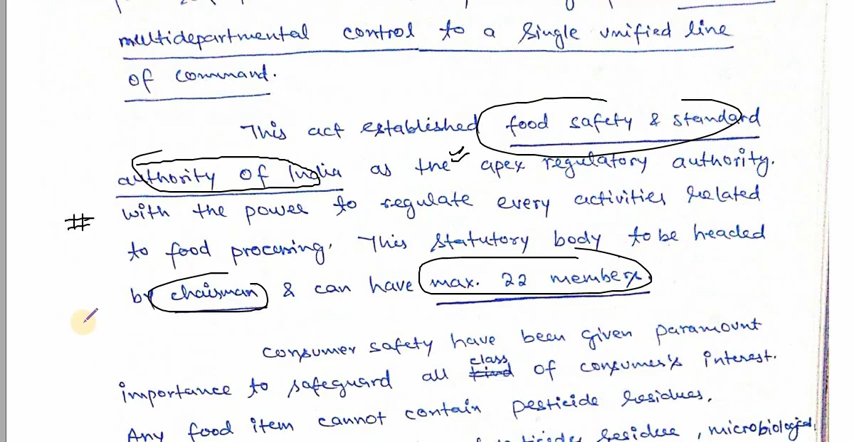 multidepartmental control to a single unified line
of command.
This act established food safety & standard
authority of India as the apex regulatory authority.
# with the power to regulate every activities related
to food processing. This statutory body to be headed
by chairman & can have max. 22 members.
Consumer safety have been given paramount
class
importance to safeguard all kind of consumer's interest.
Any food item cannot contain pesticide residues,
residue, microbiological,